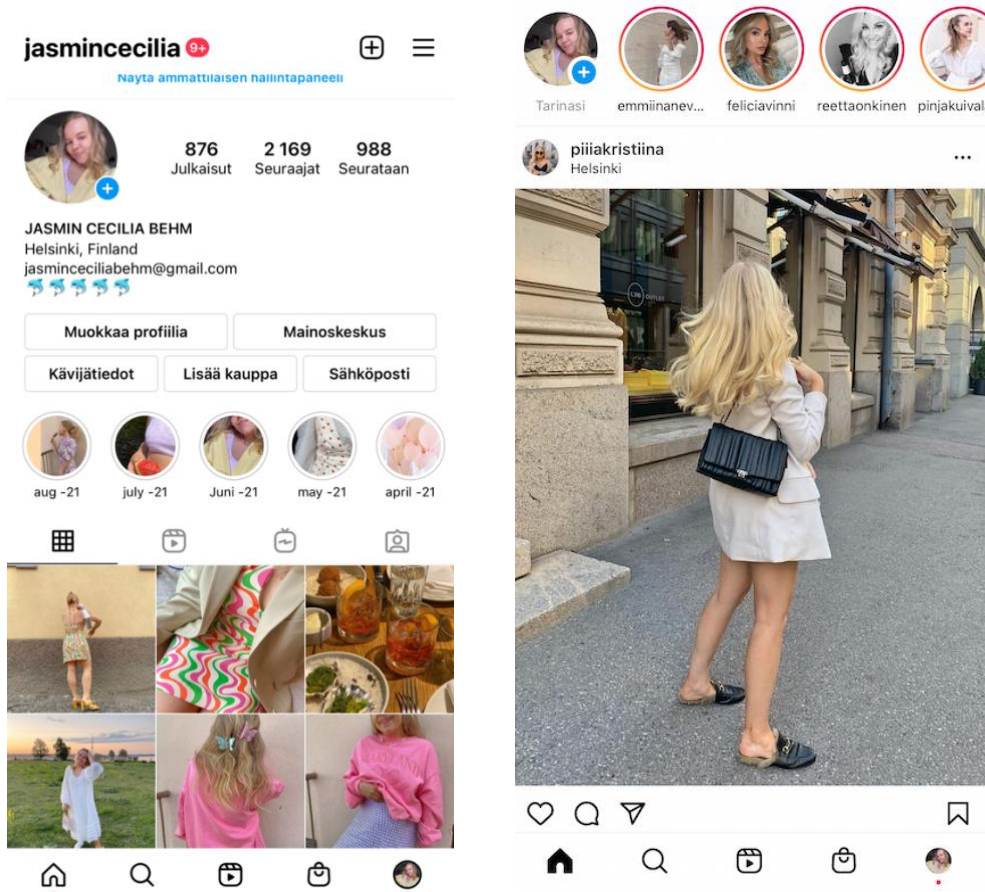 jasmincecilia 9+
Näytä ammattilaisen hallintapaneeli
876 2 169 988
Julkaisut Seuraajat Seurataan
JASMIN CECILIA BEHM
Helsinki, Finland
jasminceciliabehm@gmail.com
Muokkaa profiilia Mainoskeskus
Kävijätiedot Lisää kauppa Sähköposti
aug -21 july -21 Juni -21 may -21 april -21
Tarinasi emmiinanev... feliciavinni reettaonkinen pinjakuival
piiiakristiina
Helsinki
OUTLET